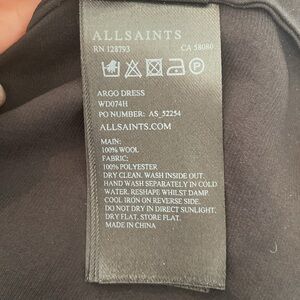 ALLSAINTS
RN 128793 CA 58080
ARGO DRESS
WD074H
PO NUMBER: AS_52254
ALLSAINTS.COM
MAIN:
100% WOOL
FABRIC:
100% POLYESTER
DRY CLEAN. WASH INSIDE OUT.
HAND WASH SEPARATELY IN COLD
WATER. RESHAPE WHILST DAMP.
COOL IRON ON REVERSE SIDE.
DO NOT DRY IN DIRECT SUNLIGHT.
DRY FLAT. STORE FLAT.
MADE IN CHINA